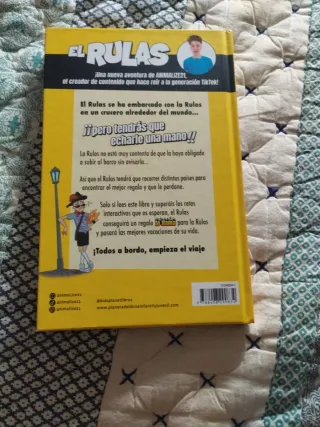 EL RULAS
¡Una nueva aventura de ANIMALIZE21,
el creador de contenido que hace reír a la generación TikTok!
El Rulas se ha embarcado con la Rulas
en un crucero alrededor del mundo...
¡¡pero tendrás que
echarle una mano!!
La Rulas no está muy contenta de que la haya obligado
a subir al barco sin avisarla...
Así que el Rulas tendrá que recorrer distintos países para
encontrar el mejor regalo y que le perdone.
Solo si lees este libro y superáis los retos
interactivos que os esperan, el Rulas
conseguirá un regalo
para la Rulas
y pasará las mejores vacaciones de su vida.
¡Todos a bordo, empieza el viaje